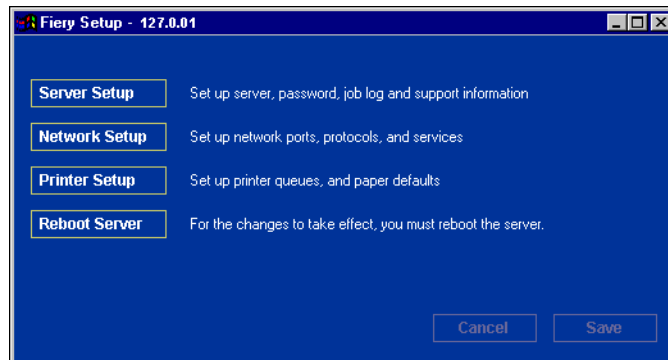 Fiery Setup - 127.0.01
Server Setup Set up server, password, job log and support information
Network Setup Set up network ports, protocols, and services
Printer Setup Set up printer queues, and paper defaults
Reboot Server For the changes to take effect, you must reboot the server.
Cancel Save